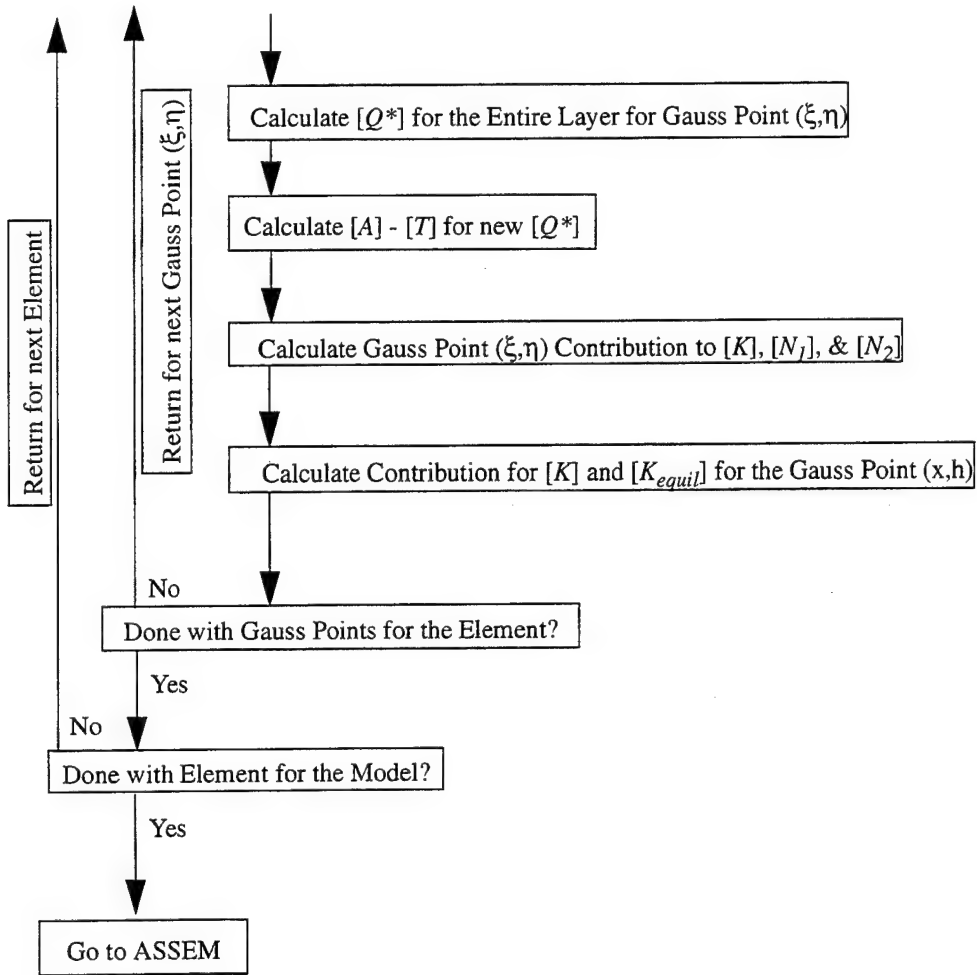 Calculate [Q*] for the Entire Layer for Gauss Point (ξ,η)
Calculate [A] - [T] for new [Q*]
Calculate Gauss Point (ξ,η) Contribution to [K], [N1], & [N2]
Calculate Contribution for [K] and [Kequil] for the Gauss Point (x,h)
Return for next Gauss Point (ξ,η)
Return for next Element
No
Done with Gauss Points for the Element?
Yes
No
Done with Element for the Model?
Yes
Go to ASSEM